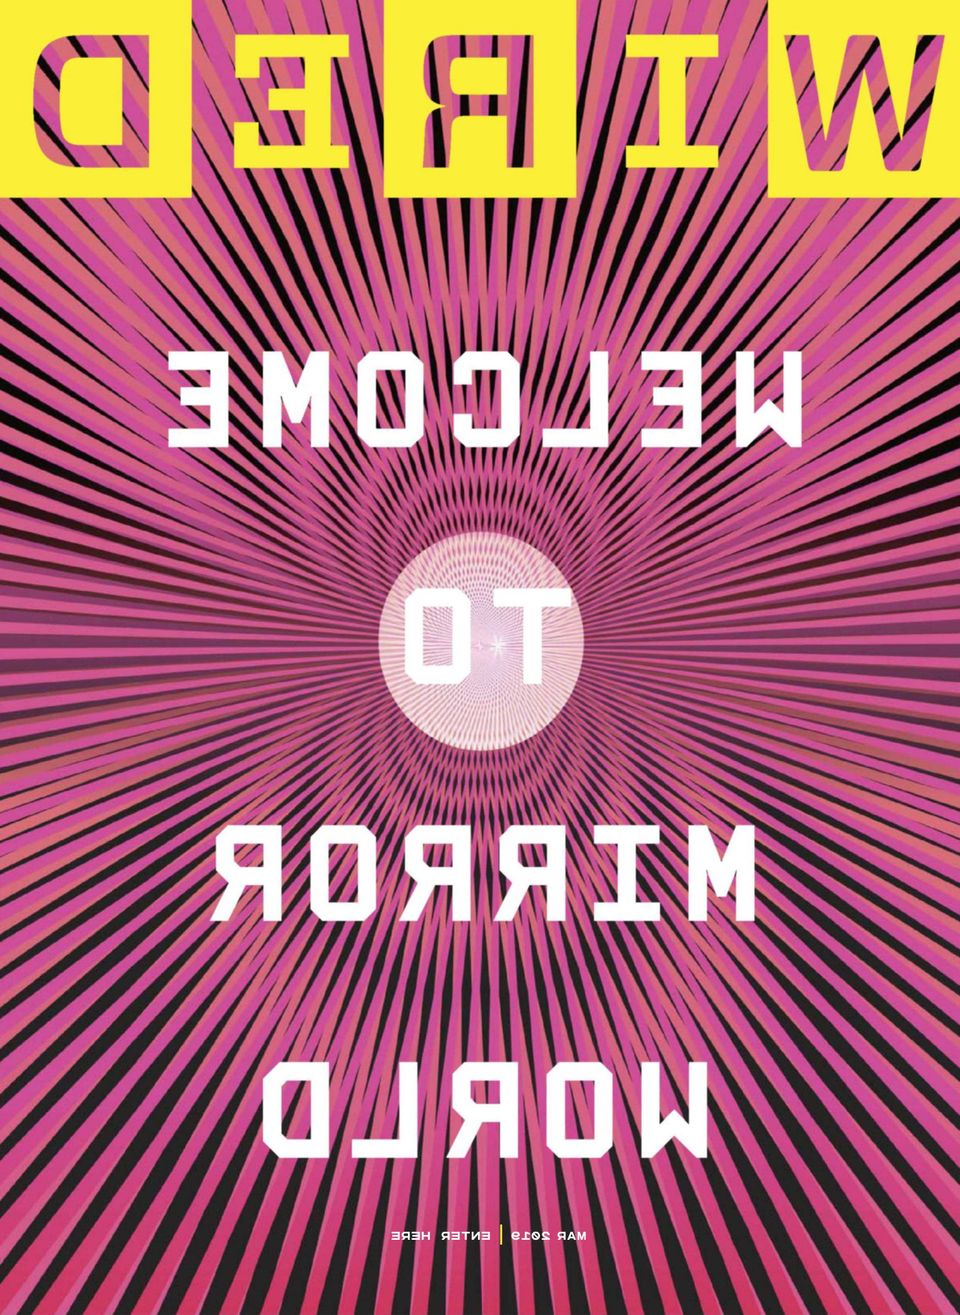 WIRED
WELCOME
TO
MIRROR
WORLD
MAR 2019 | ENTER HERE